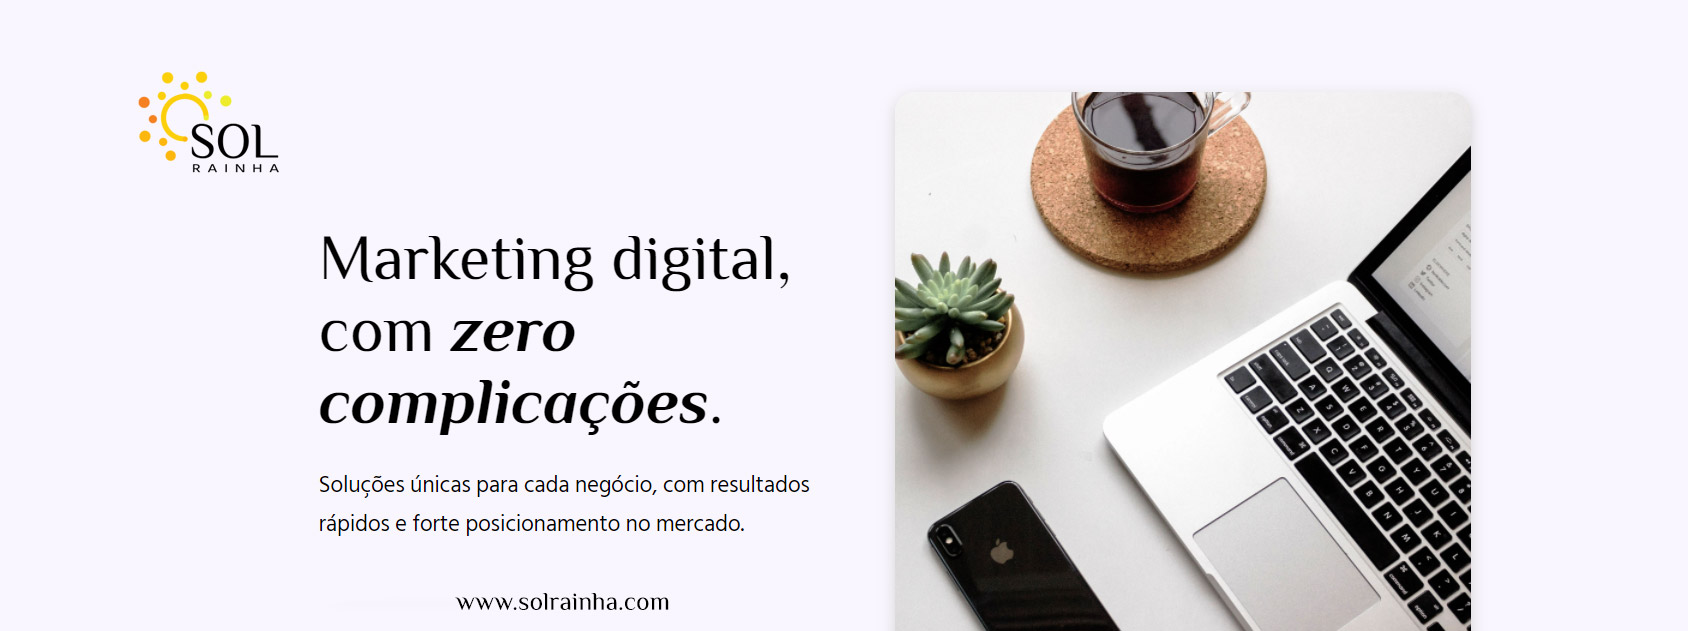 SOL
RAINHA
Marketing digital,
com zero
complicações.
Soluções únicas para cada negócio, com resultados
rápidos e forte posicionamento no mercado.
www.solrainha.com